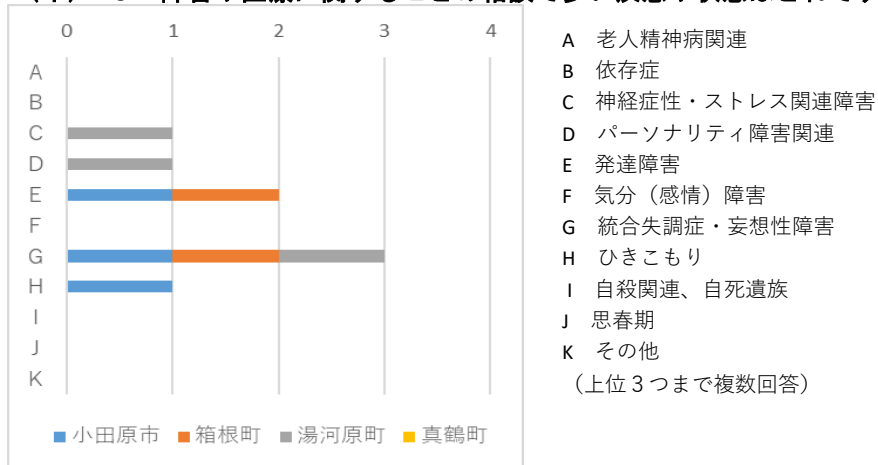 0 1 2 3 4
A
B
C
D
E
F
G
H
I
J
K
■小田原市 ■箱根町 ■湯河原町 ■真鶴町
A 老人精神病関連
B 依存症
C 神経症性・ストレス関連障害
D パーソナリティ障害関連
E 発達障害
F 気分（感情）障害
G 統合失調症・妄想性障害
H ひきこもり
I 自殺関連、自死遺族
J 思春期
K その他
（上位３つまで複数回答）